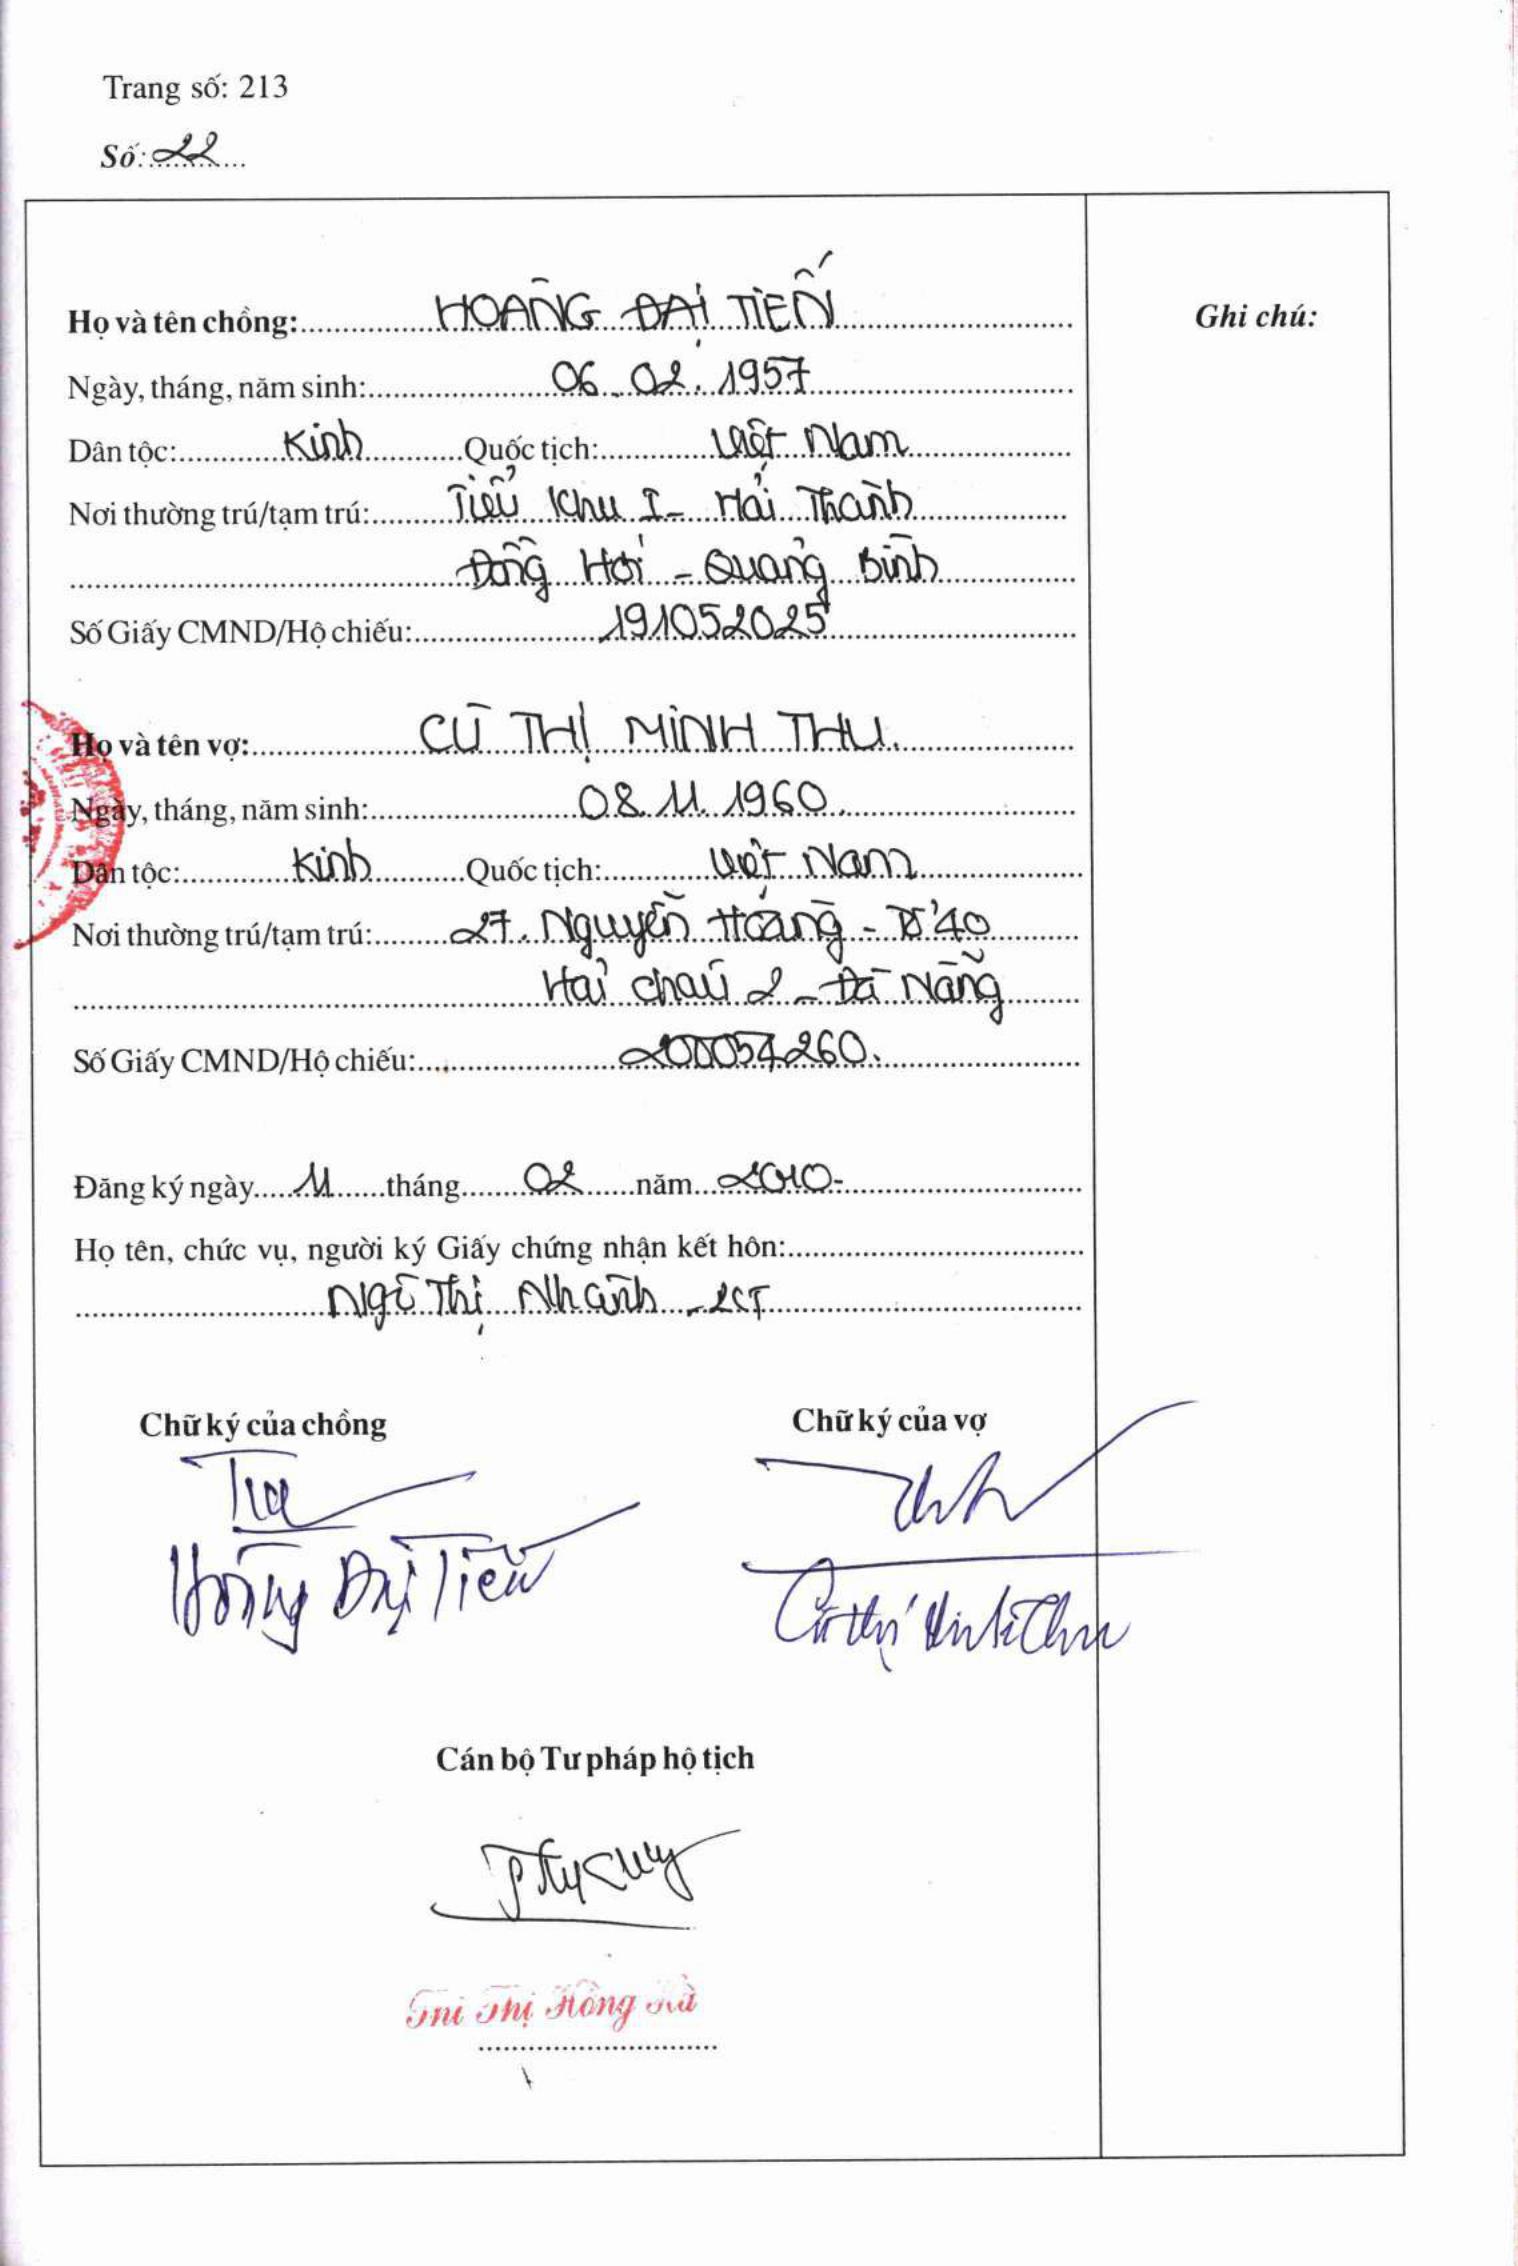 Trang số: 213
Số: 22
Họ và tên chồng: HOÀNG ĐẠI TIẾN
Ghi chú:
Ngày, tháng, năm sinh: 06.02.1957
Dân tộc: Kinh Quốc tịch: Việt Nam
Nơi thường trú/tạm trú: Tiểu khu I - Hải Thành
Đồng Hới - Quảng Bình
Số Giấy CMND/Hộ chiếu: 191052025
Họ và tên vợ: CÙ THỊ MINH THU.
Ngày, tháng, năm sinh: 08.11.1960.
Dân tộc: Kinh Quốc tịch: Việt Nam
Nơi thường trú/tạm trú: 27. Nguyễn Hoàng - Tổ 40
Hải Châu 2 - Đà Nẵng
Số Giấy CMND/Hộ chiếu: 200054260.
Đăng ký ngày 11 tháng 02 năm 2010-
Họ tên, chức vụ, người ký Giấy chứng nhận kết hôn:
Ngô Thị - PCT
Chữ ký của chồng
Chữ ký của vợ
Hoàng Đại Tiến
Cù Thị Minh Thu
Cán bộ Tư pháp hộ tịch
Thị Hồng Hà